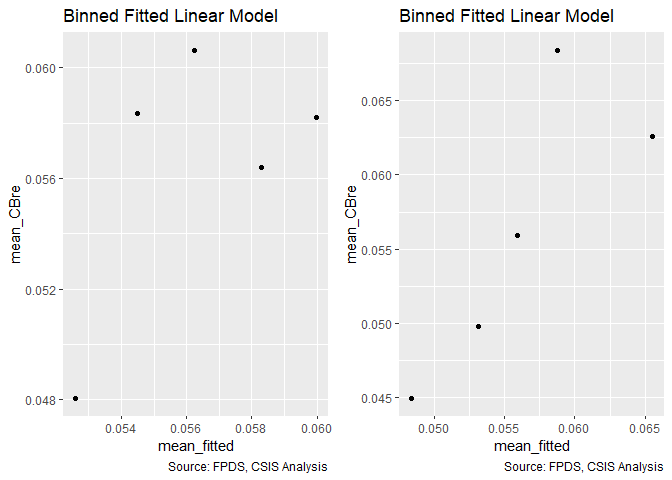 Binned Fitted Linear Model
mean_CBre
0.060
0.056
0.052
0.048
0.054
0.056
0.058
0.060
mean_fitted
Source: FPDS, CSIS Analysis
Binned Fitted Linear Model
mean_CBre
0.065
0.060
0.055
0.050
0.045
0.050
0.055
0.060
0.065
mean_fitted
Source: FPDS, CSIS Analysis